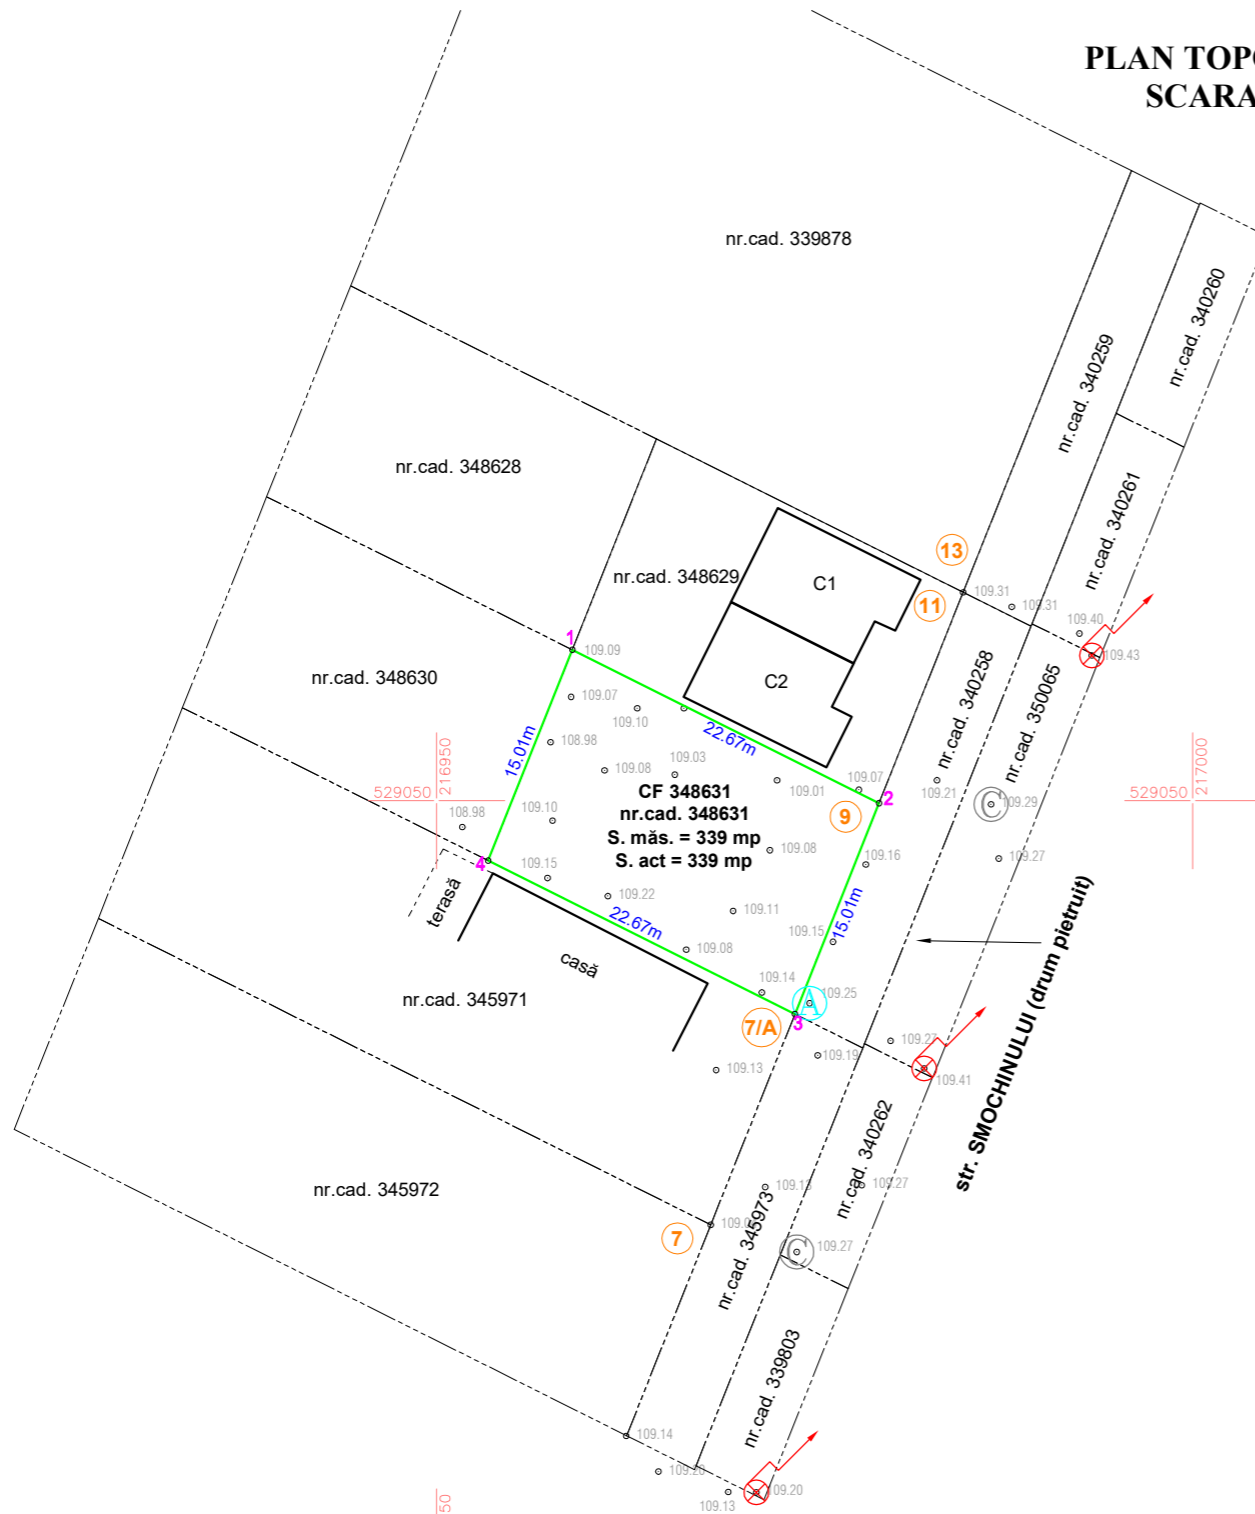 PLAN TOPO
SCARA
nr.cad. 339878
nr.cad. 340260
nr.cad. 340259
nr.cad. 348628
nr.cad. 340261
13
nr.cad. 348629
C1
109.31
11
109.31
109.40
1
109.09
109.43
nr.cad. 348630
C2
nr.cad. 340258
nr.cad. 350065
109.07
109.10
22.67m
15.01m
108.98
216950
217000
109.08
109.03
109.01
109.07
109.21
CF 348631
529050
529050
2
C
109.29
nr.cad. 348631
109.10
9
108.98
S. măs. = 339 mp
109.08
S. act = 339 mp
109.27
4
109.16
109.15
terasă
109.22
22.67m
109.11
15.01m
109.15
109.08
casă
str. SMOCHINULUI (drum pietruit)
109.14
nr.cad. 345971
A
109.25
3
7/A
109.27
109.19
109.13
109.41
nr.cad. 340262
nr.cad. 345972
109.13
109.27
nr.cad. 345973
7
C
109.27
nr.cad. 339803
109.14
109.20
109.13
109.20
50